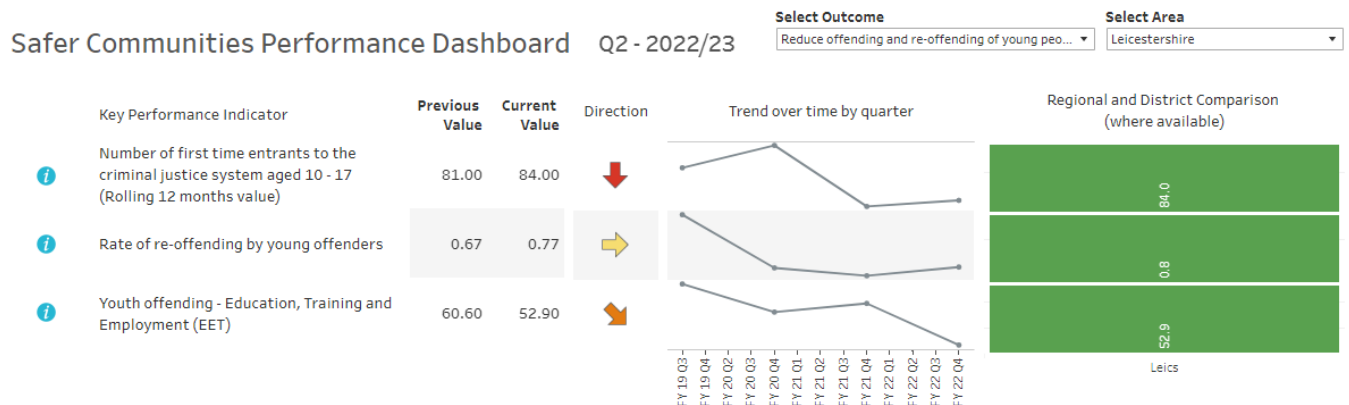 Select Outcome
Select Area
Safer Communities Performance Dashboard
Q2 - 2022/23
Reduce offending and re-offending of young peo...
Leicestershire
Key Performance Indicator
Previous Value
Current Value
Direction
Trend over time by quarter
Regional and District Comparison
(where available)
i
Number of first time entrants to the
criminal justice system aged 10 - 17
(Rolling 12 months value)
81.00
84.00
84.0
i
Rate of re-offending by young offenders
0.67
0.77
0.8
i
Youth offending - Education, Training and
Employment (EET)
60.60
52.90
52.9
FY 19 Q3
FY 19 Q4
FY 20 Q2
FY 20 Q3
FY 20 Q4
FY 21 Q1
FY 21 Q2
FY 21 Q3
FY 21 Q4
FY 22 Q1
FY 22 Q2
FY 22 Q3
FY 22 Q4
Leics